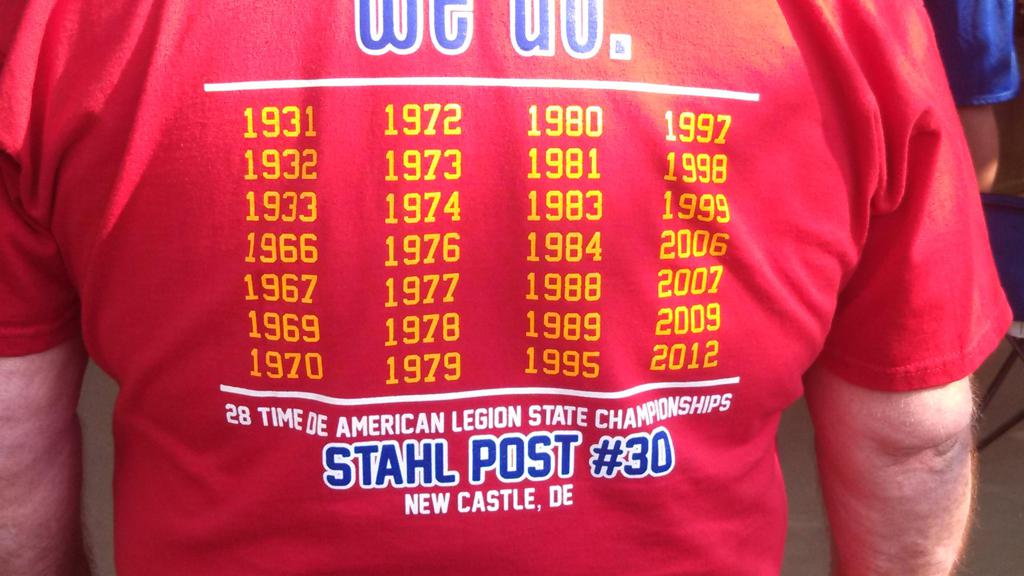 we do.
1931 1972 1980 1997
1932 1973 1981 1998
1933 1974 1983 1999
1966 1976 1984 2006
1967 1977 1988 2007
1969 1978 1989 2009
1970 1979 1995 2012
28 TIME DE AMERICAN LEGION STATE CHAMPIONSHIPS
STAHL POST #30
NEW CASTLE, DE